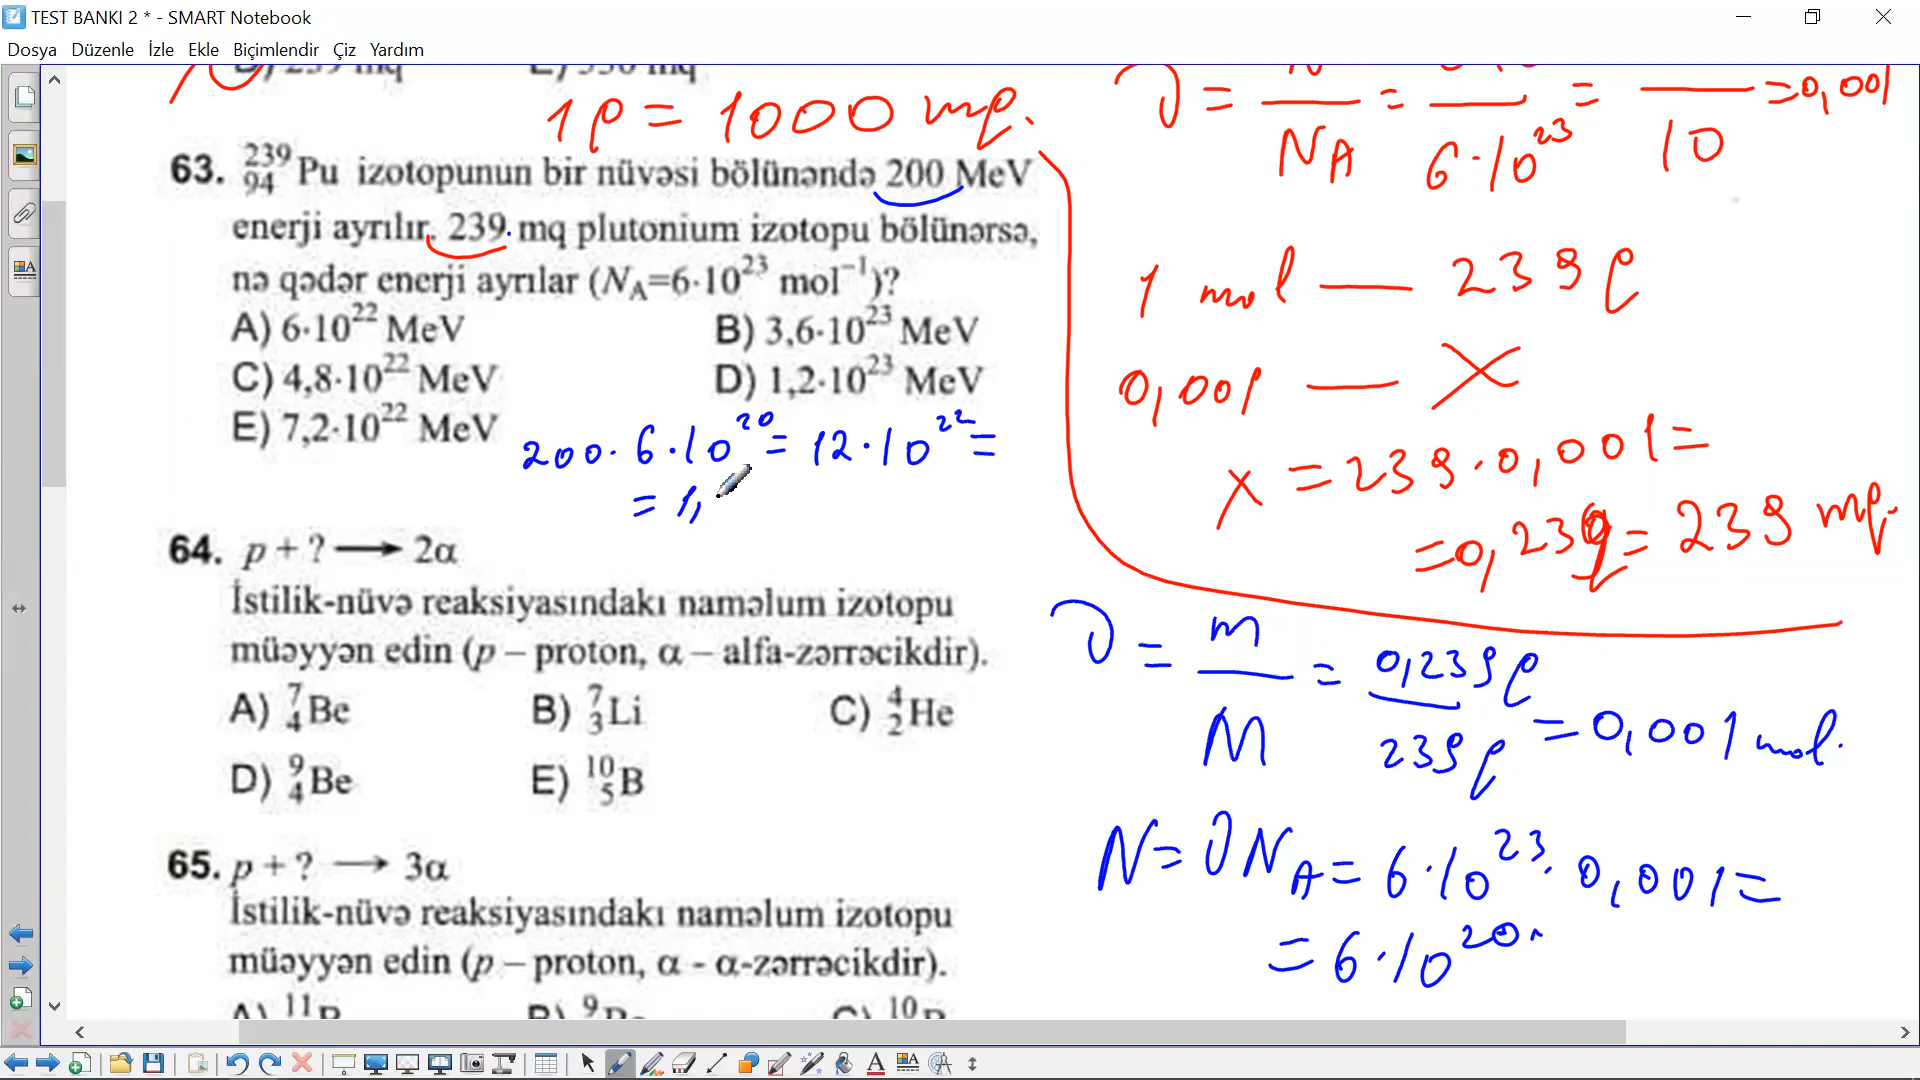 TEST BANKI 2 * - SMART Notebook
Dosya Düzenle İzle Ekle Biçimlendir Çiz Yardım
1q = 1000 mq.
63. ²³⁹₉₄Pu izotopunun bir nüvəsi bölünəndə 200 MeV
enerji ayrılır. 239 mq plutonium izotopu bölünərsə,
nə qədər enerji ayrılar (N_A=6·10²³ mol⁻¹)?
A) 6·10²² MeV B) 3,6·10²³ MeV
C) 4,8·10²² MeV D) 1,2·10²³ MeV
E) 7,2·10²² MeV
200·6·10²⁰ = 12·10²² =
= 1,
64. p + ? ⟶ 2α
İstilik-nüvə reaksiyasındakı naməlum izotopu
müəyyən edin (p – proton, α – alfa-zərrəcikdir).
A) ⁷₄Be B) ⁷₃Li C) ⁴₂He
D) ⁹₄Be E) ¹⁰₅B
65. p + ? ⟶ 3α
İstilik-nüvə reaksiyasındakı naməlum izotopu
müəyyən edin (p – proton, α - α-zərrəcikdir).
= 0,001
N_A 6·10²³ 10
1 mol — 239 q
0,001 — X
x = 239·0,001 =
= 0,239 = 239 mq.
ν = m/M = 0,239q/239q = 0,001 mol.
N = νN_A = 6·10²³·0,001 =
= 6·10²⁰.